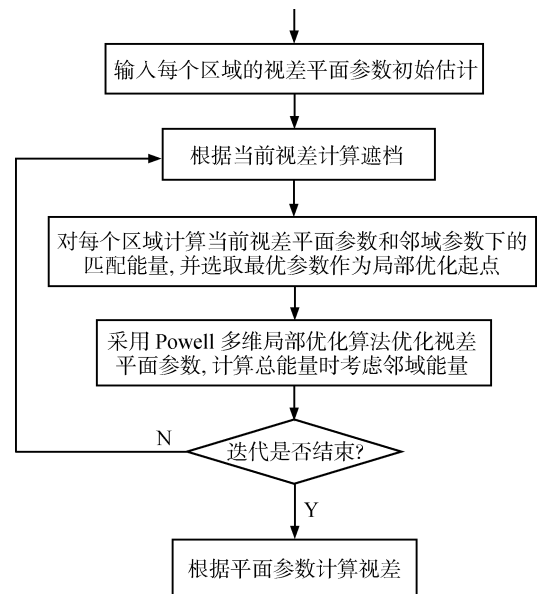 输入每个区域的视差平面参数初始估计
根据当前视差计算遮档
对每个区域计算当前视差平面参数和邻域参数下的
匹配能量, 并选取最优参数作为局部优化起点
采用 Powell 多维局部优化算法优化视差
平面参数, 计算总能量时考虑邻域能量
N
迭代是否结束?
Y
根据平面参数计算视差